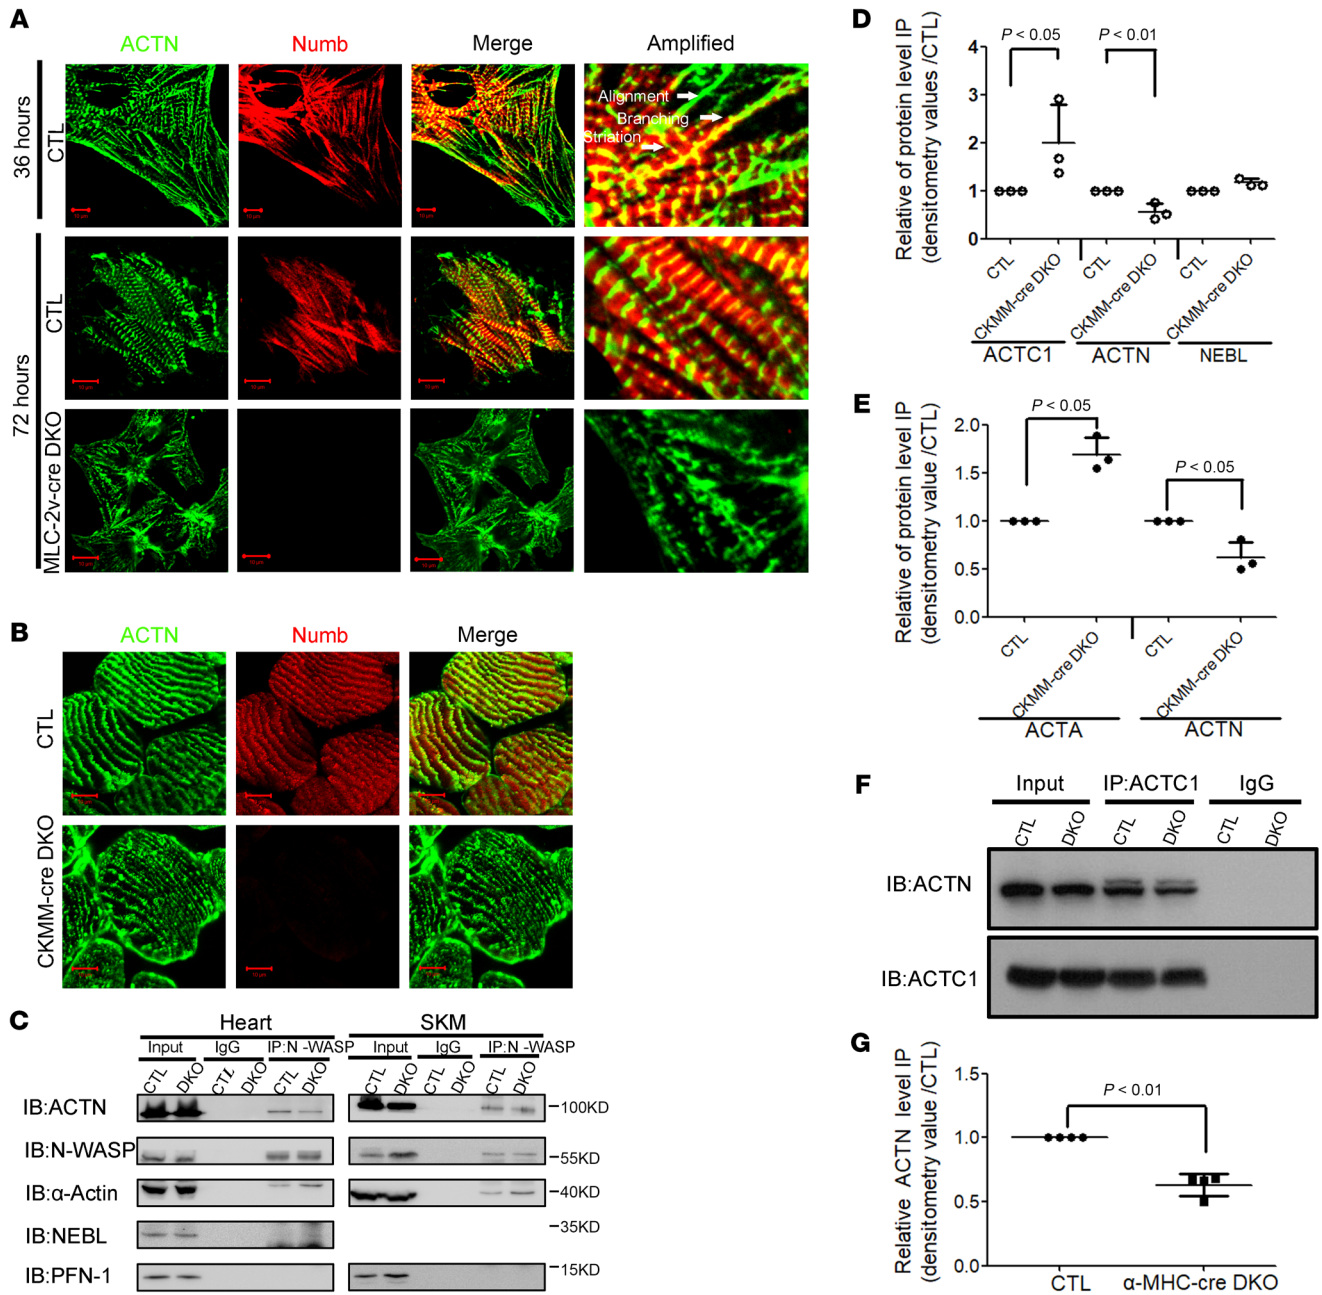 A
ACTN
Numb
Merge
Amplified
36 hours
CTL
Alignment
Branching
Striation
72 hours
CTL
MLC-2v-cre DKO
B
ACTN
Numb
Merge
CTL
CKMM-cre DKO
C
Heart
SKM
Input
IgG
IP:N -WASP
Input
IgG
IP:N -WASP
CTL
DKO
CTL
DKO
CTL
DKO
CTL
DKO
CTL
DKO
CTL
DKO
IB:ACTN
100KD
IB:N-WASP
55KD
IB:α-Actin
40KD
IB:NEBL
35KD
IB:PFN-1
15KD
D
Relative of protein level IP
(densitometry values /CTL)
4
3
2
1
0
P < 0.05
P < 0.01
CTL
CKMM-cre DKO
CTL
CKMM-cre DKO
CTL
CKMM-cre DKO
ACTC1
ACTN
NEBL
E
Relative of protein level IP
(densitometry value /CTL)
2.0
1.5
1.0
0.5
0.0
P < 0.05
P < 0.05
CTL
CKMM-cre DKO
CTL
CKMM-cre DKO
ACTA
ACTN
F
Input
IP:ACTC1
IgG
CTL
DKO
CTL
DKO
CTL
DKO
IB:ACTN
IB:ACTC1
G
Relative ACTN level IP
(densitometry value /CTL)
1.5
1.0
0.5
0.0
P < 0.01
CTL
α-MHC-cre DKO